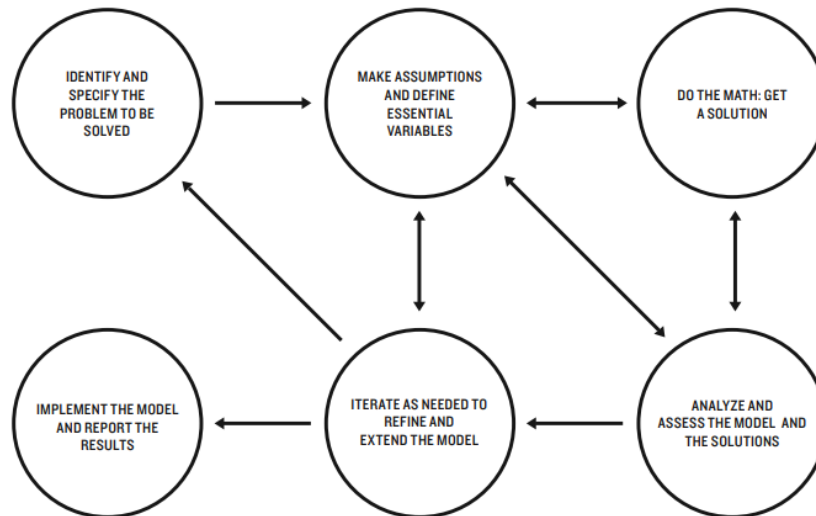 IDENTIFY AND
SPECIFY THE
PROBLEM TO BE
SOLVED
MAKE ASSUMPTIONS
AND DEFINE
ESSENTIAL
VARIABLES
DO THE MATH: GET
A SOLUTION
IMPLEMENT THE MODEL
AND REPORT THE
RESULTS
ITERATE AS NEEDED TO
REFINE AND
EXTEND THE MODEL
ANALYZE AND
ASSESS THE MODEL AND
THE SOLUTIONS